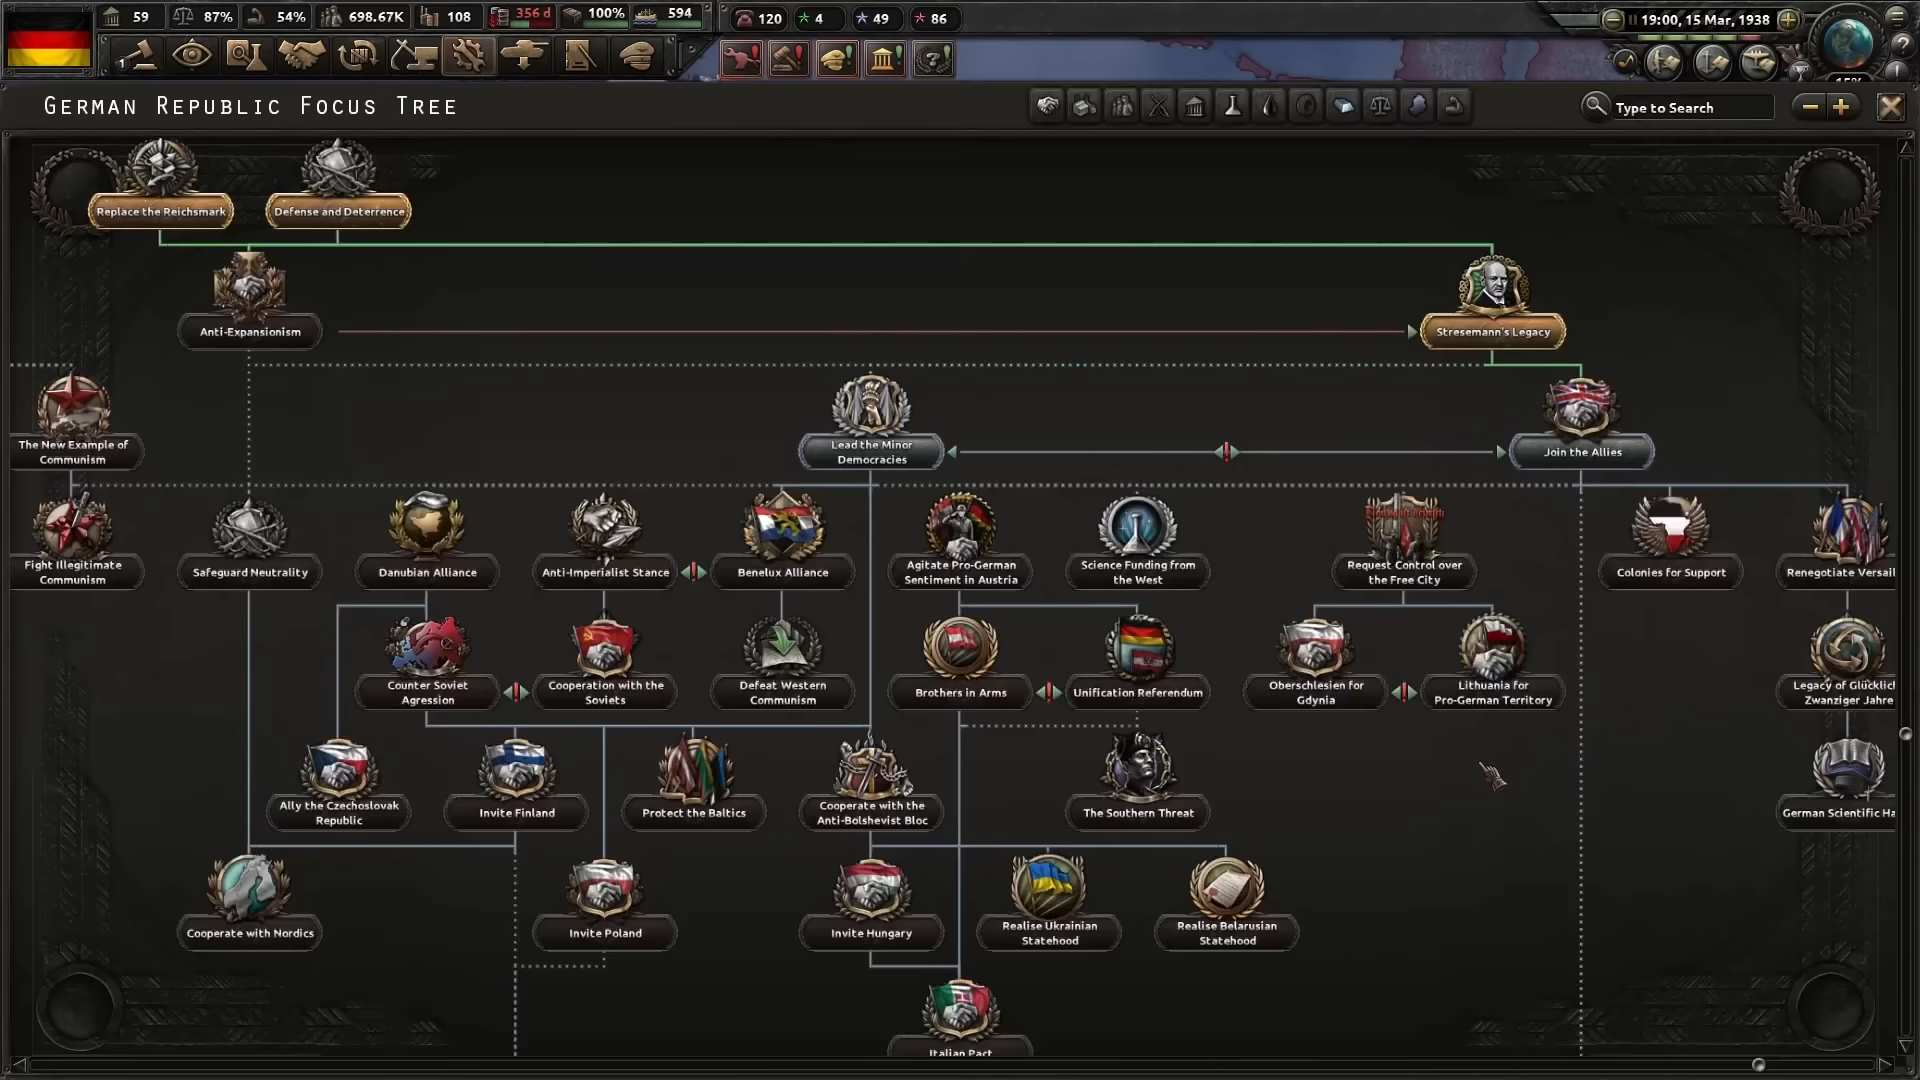 59 87% 54% 698.67K 108 356 d 100% 594 120 4 49 86 19:00, 15 Mar, 1938
1
15%
GERMAN REPUBLIC FOCUS TREE
Type to Search
Replace the Reichsmark
Defense and Deterrence
Anti-Expansionism
Stresemann's Legacy
The New Example of
Communism
Lead the Minor
Democracies
Join the Allies
Fight Illegitimate
Communism
Safeguard Neutrality
Danubian Alliance
Anti-Imperialist Stance
Benelux Alliance
Agitate Pro-German
Sentiment in Austria
Science Funding from
the West
Request Control over
the Free City
Colonies for Support
Renegotiate Versail
Counter Soviet
Agression
Cooperation with the
Soviets
Defeat Western
Communism
Brothers in Arms
Unification Referendum
Oberschlesien for
Gdynia
Lithuania for
Pro-German Territory
Legacy of Glücklich
Zwanziger Jahre
Ally the Czechoslovak
Republic
Invite Finland
Protect the Baltics
Cooperate with the
Anti-Bolshevist Bloc
The Southern Threat
German Scientific Ha
Cooperate with Nordics
Invite Poland
Invite Hungary
Realise Ukrainian
Statehood
Realise Belarusian
Statehood
Italian Pact